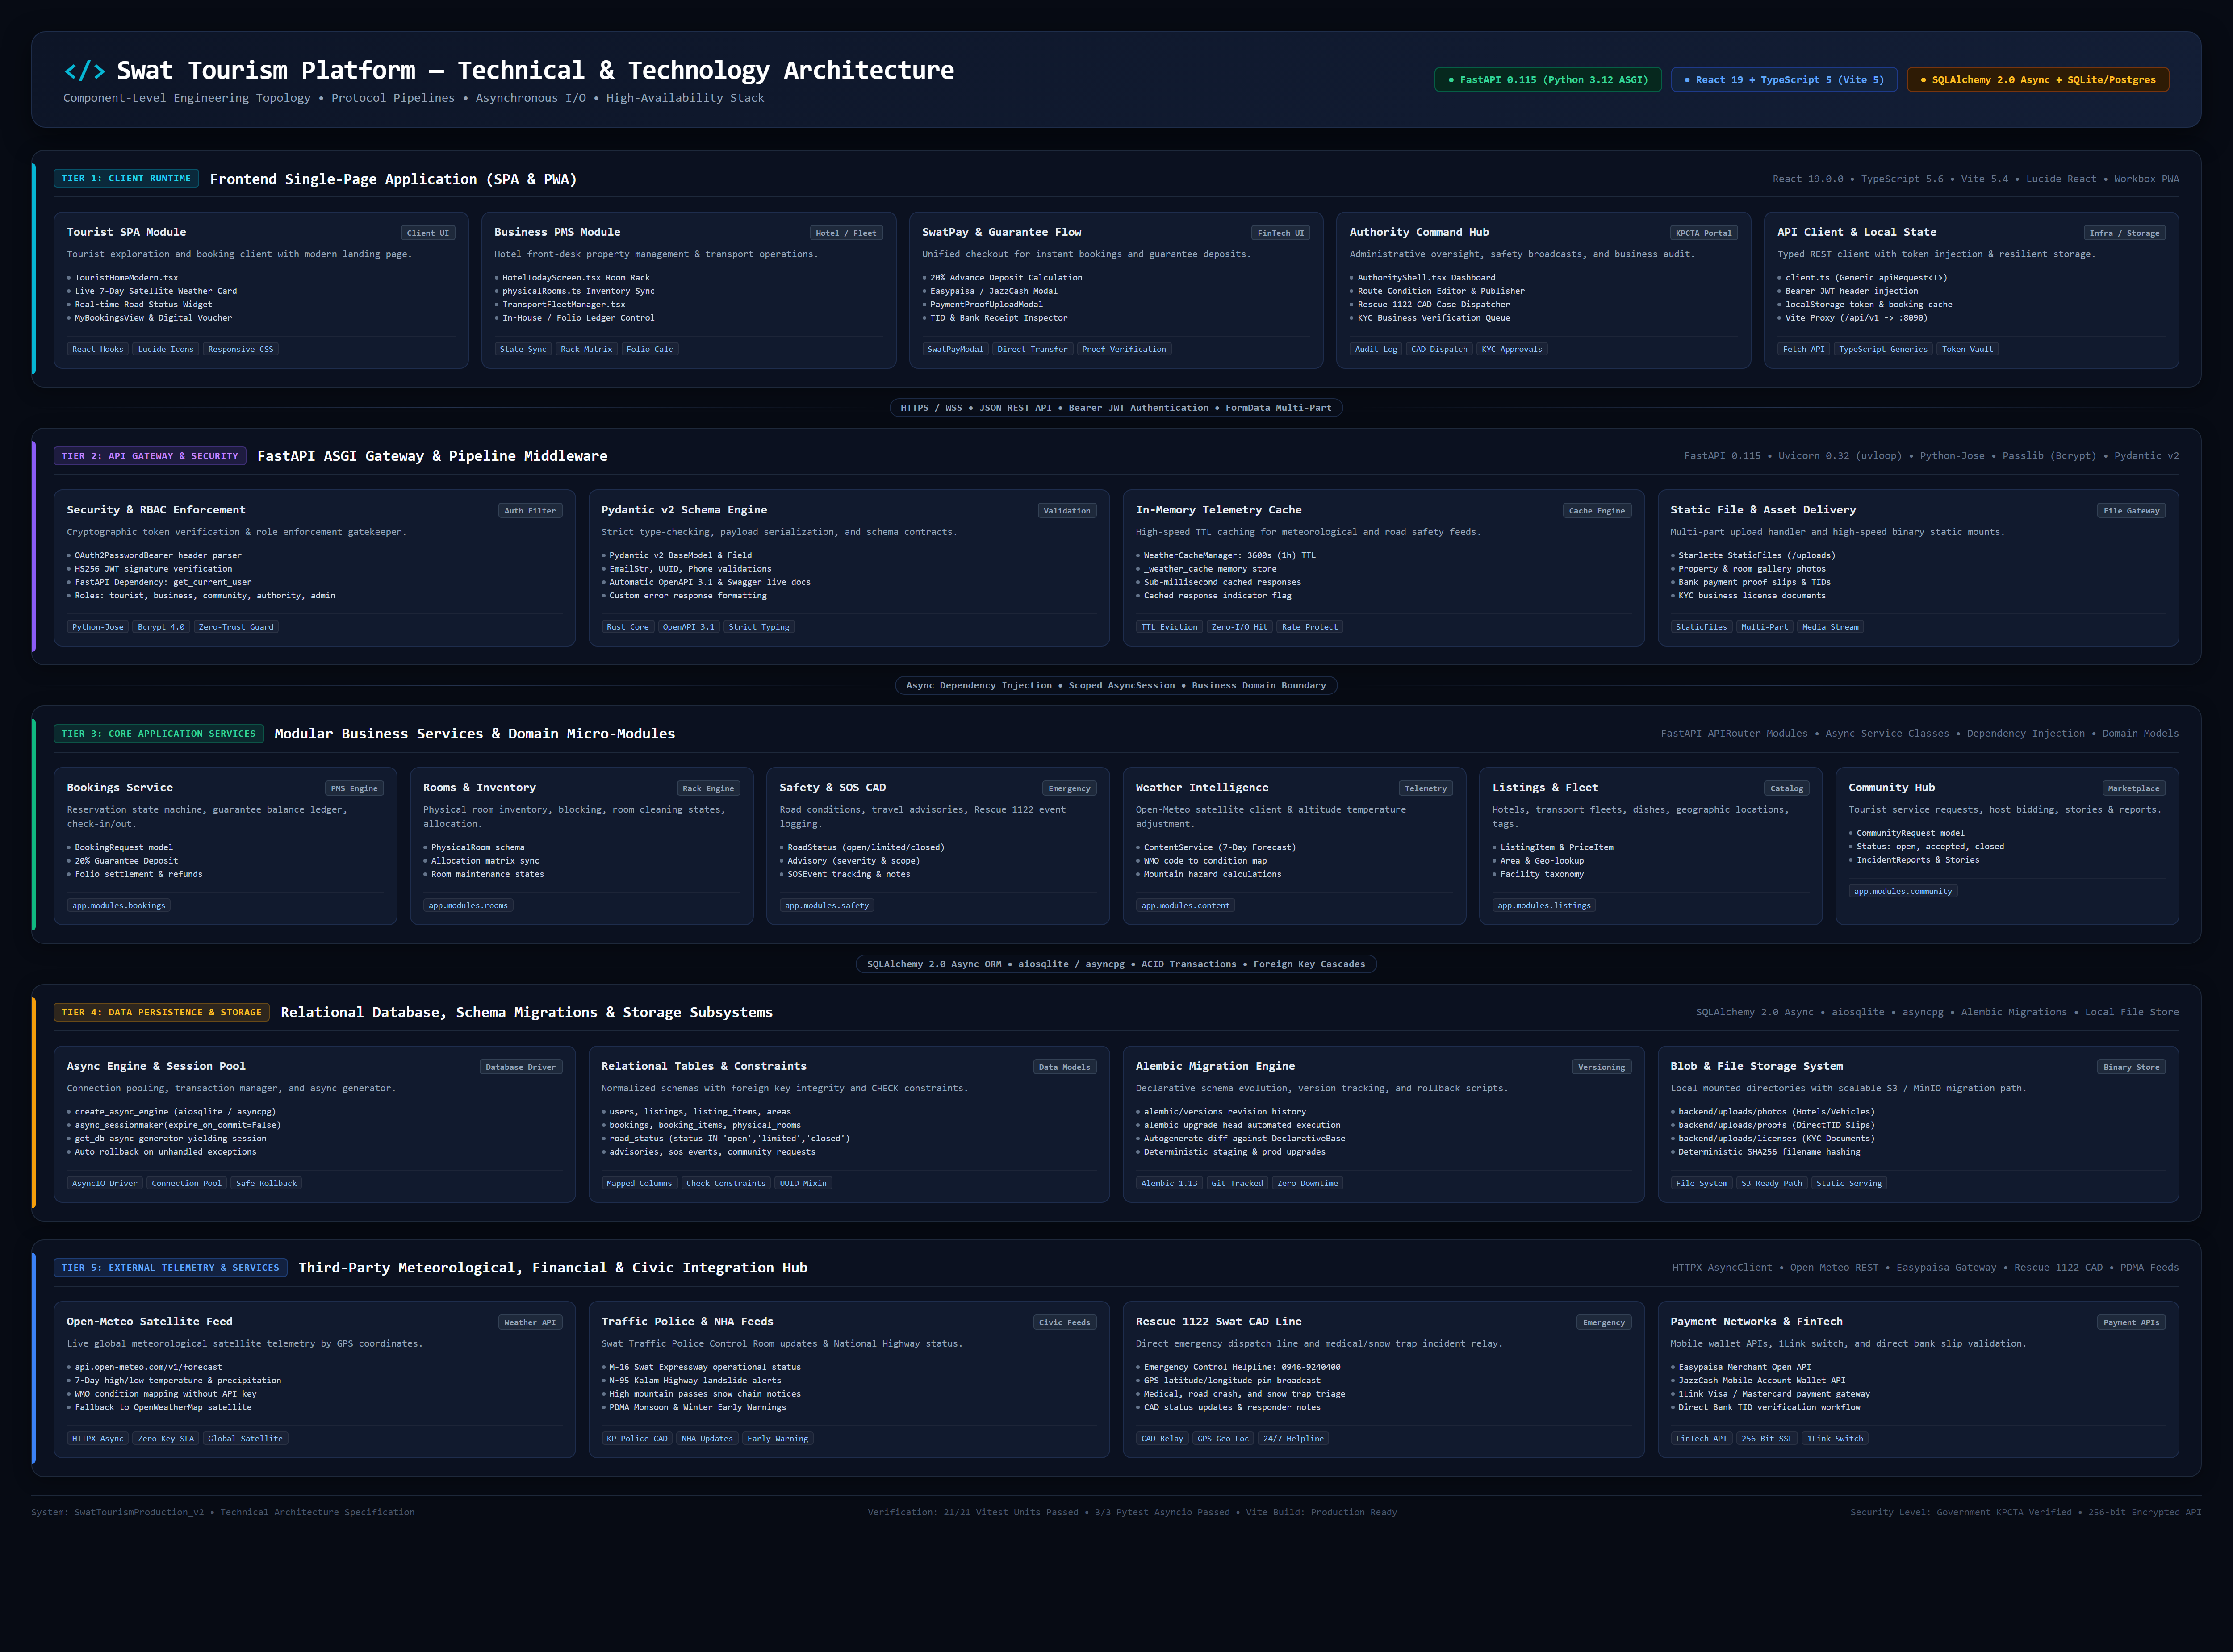 </> Swat Tourism Platform — Technical & Technology Architecture
Component-Level Engineering Topology • Protocol Pipelines • Asynchronous I/O • High-Availability Stack
● FastAPI 0.115 (Python 3.12 ASGI)
● React 19 + TypeScript 5 (Vite 5)
● SQLAlchemy 2.0 Async + SQLite/Postgres
TIER 1: CLIENT RUNTIME
Frontend Single-Page Application (SPA & PWA)
React 19.0.0 • TypeScript 5.6 • Vite 5.4 • Lucide React • Workbox PWA
Tourist SPA Module
Client UI
Tourist exploration and booking client with modern landing page.
• TouristHomeModern.tsx
• Live 7-Day Satellite Weather Card
• Real-time Road Status Widget
• MyBookingsView & Digital Voucher
React Hooks
Lucide Icons
Responsive CSS
Business PMS Module
Hotel / Fleet
Hotel front-desk property management & transport operations.
• HotelTodayScreen.tsx Room Rack
• physicalRooms.ts Inventory Sync
• TransportFleetManager.tsx
• In-House / Folio Ledger Control
State Sync
Rack Matrix
Folio Calc
SwatPay & Guarantee Flow
FinTech UI
Unified checkout for instant bookings and guarantee deposits.
• 20% Advance Deposit Calculation
• Easypaisa / JazzCash Modal
• PaymentProofUploadModal
• TID & Bank Receipt Inspector
SwatPayModal
Direct Transfer
Proof Verification
Authority Command Hub
KPCTA Portal
Administrative oversight, safety broadcasts, and business audit.
• AuthorityShell.tsx Dashboard
• Route Condition Editor & Publisher
• Rescue 1122 CAD Case Dispatcher
• KYC Business Verification Queue
Audit Log
CAD Dispatch
KYC Approvals
API Client & Local State
Infra / Storage
Typed REST client with token injection & resilient storage.
• client.ts (Generic apiRequest<T>)
• Bearer JWT header injection
• localStorage token & booking cache
• Vite Proxy (/api/v1 -> :8090)
Fetch API
TypeScript Generics
Token Vault
HTTPS / WSS • JSON REST API • Bearer JWT Authentication • FormData Multi-Part
TIER 2: API GATEWAY & SECURITY
FastAPI ASGI Gateway & Pipeline Middleware
FastAPI 0.115 • Uvicorn 0.32 (uvloop) • Python-Jose • Passlib (Bcrypt) • Pydantic v2
Security & RBAC Enforcement
Auth Filter
Cryptographic token verification & role enforcement gatekeeper.
• OAuth2PasswordBearer header parser
• HS256 JWT signature verification
• FastAPI Dependency: get_current_user
• Roles: tourist, business, community, authority, admin
Python-Jose
Bcrypt 4.0
Zero-Trust Guard
Pydantic v2 Schema Engine
Validation
Strict type-checking, payload serialization, and schema contracts.
• Pydantic v2 BaseModel & Field
• EmailStr, UUID, Phone validations
• Automatic OpenAPI 3.1 & Swagger live docs
• Custom error response formatting
Rust Core
OpenAPI 3.1
Strict Typing
In-Memory Telemetry Cache
Cache Engine
High-speed TTL caching for meteorological and road safety feeds.
• WeatherCacheManager: 3600s (1h) TTL
• _weather_cache memory store
• Sub-millisecond cached responses
• Cached response indicator flag
TTL Eviction
Zero-I/O Hit
Rate Protect
Static File & Asset Delivery
File Gateway
Multi-part upload handler and high-speed binary static mounts.
• Starlette StaticFiles (/uploads)
• Property & room gallery photos
• Bank payment proof slips & TIDs
• KYC business license documents
StaticFiles
Multi-Part
Media Stream
Async Dependency Injection • Scoped AsyncSession • Business Domain Boundary
TIER 3: CORE APPLICATION SERVICES
Modular Business Services & Domain Micro-Modules
FastAPI APIRouter Modules • Async Service Classes • Dependency Injection • Domain Models
Bookings Service
PMS Engine
Reservation state machine, guarantee balance ledger,
check-in/out.
• BookingRequest model
• 20% Guarantee Deposit
• Folio settlement & refunds
app.modules.bookings
Rooms & Inventory
Rack Engine
Physical room inventory, blocking, room cleaning states,
allocation.
• PhysicalRoom schema
• Allocation matrix sync
• Room maintenance states
app.modules.rooms
Safety & SOS CAD
Emergency
Road conditions, travel advisories, Rescue 1122 event
logging.
• RoadStatus (open/limited/closed)
• Advisory (severity & scope)
• SOSEvent tracking & notes
app.modules.safety
Weather Intelligence
Telemetry
Open-Meteo satellite client & altitude temperature
adjustment.
• ContentService (7-Day Forecast)
• WMO code to condition map
• Mountain hazard calculations
app.modules.content
Listings & Fleet
Catalog
Hotels, transport fleets, dishes, geographic locations,
tags.
• ListingItem & PriceItem
• Area & Geo-lookup
• Facility taxonomy
app.modules.listings
Community Hub
Marketplace
Tourist service requests, host bidding, stories & reports.
• CommunityRequest model
• Status: open, accepted, closed
• IncidentReports & Stories
app.modules.community
SQLAlchemy 2.0 Async ORM • aiosqlite / asyncpg • ACID Transactions • Foreign Key Cascades
TIER 4: DATA PERSISTENCE & STORAGE
Relational Database, Schema Migrations & Storage Subsystems
SQLAlchemy 2.0 Async • aiosqlite • asyncpg • Alembic Migrations • Local File Store
Async Engine & Session Pool
Database Driver
Connection pooling, transaction manager, and async generator.
• create_async_engine (aiosqlite / asyncpg)
• async_sessionmaker(expire_on_commit=False)
• get_db async generator yielding session
• Auto rollback on unhandled exceptions
AsyncIO Driver
Connection Pool
Safe Rollback
Relational Tables & Constraints
Data Models
Normalized schemas with foreign key integrity and CHECK constraints.
• users, listings, listing_items, areas
• bookings, booking_items, physical_rooms
• road_status (status IN 'open','limited','closed')
• advisories, sos_events, community_requests
Mapped Columns
Check Constraints
UUID Mixin
Alembic Migration Engine
Versioning
Declarative schema evolution, version tracking, and rollback scripts.
• alembic/versions revision history
• alembic upgrade head automated execution
• Autogenerate diff against DeclarativeBase
• Deterministic staging & prod upgrades
Alembic 1.13
Git Tracked
Zero Downtime
Blob & File Storage System
Binary Store
Local mounted directories with scalable S3 / MinIO migration path.
• backend/uploads/photos (Hotels/Vehicles)
• backend/uploads/proofs (DirectTID Slips)
• backend/uploads/licenses (KYC Documents)
• Deterministic SHA256 filename hashing
File System
S3-Ready Path
Static Serving
TIER 5: EXTERNAL TELEMETRY & SERVICES
Third-Party Meteorological, Financial & Civic Integration Hub
HTTPX AsyncClient • Open-Meteo REST • Easypaisa Gateway • Rescue 1122 CAD • PDMA Feeds
Open-Meteo Satellite Feed
Weather API
Live global meteorological satellite telemetry by GPS coordinates.
• api.open-meteo.com/v1/forecast
• 7-Day high/low temperature & precipitation
• WMO condition mapping without API key
• Fallback to OpenWeatherMap satellite
HTTPX Async
Zero-Key SLA
Global Satellite
Traffic Police & NHA Feeds
Civic Feeds
Swat Traffic Police Control Room updates & National Highway status.
• M-16 Swat Expressway operational status
• N-95 Kalam Highway landslide alerts
• High mountain passes snow chain notices
• PDMA Monsoon & Winter Early Warnings
KP Police CAD
NHA Updates
Early Warning
Rescue 1122 Swat CAD Line
Emergency
Direct emergency dispatch line and medical/snow trap incident relay.
• Emergency Control Helpline: 0946-9240400
• GPS latitude/longitude pin broadcast
• Medical, road crash, and snow trap triage
• CAD status updates & responder notes
CAD Relay
GPS Geo-Loc
24/7 Helpline
Payment Networks & FinTech
Payment APIs
Mobile wallet APIs, 1Link switch, and direct bank slip validation.
• Easypaisa Merchant Open API
• JazzCash Mobile Account Wallet API
• 1Link Visa / Mastercard payment gateway
• Direct Bank TID verification workflow
FinTech API
256-Bit SSL
1Link Switch
System: SwatTourismProduction_v2 • Technical Architecture Specification
Verification: 21/21 Vitest Units Passed • 3/3 Pytest Asyncio Passed • Vite Build: Production Ready
Security Level: Government KPCTA Verified • 256-bit Encrypted API